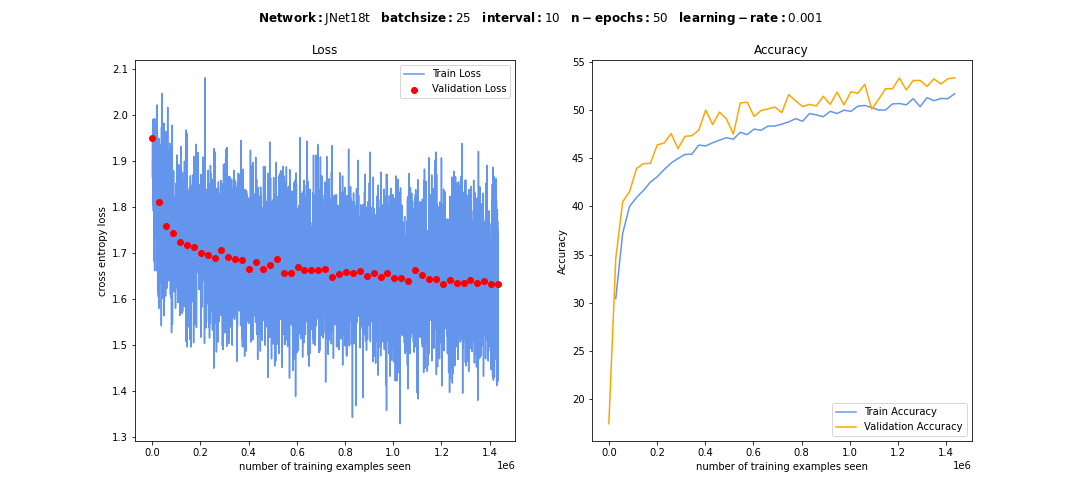 Network: JNet18t batchsize: 25 interval: 10 n − epochs: 50 learning − rate: 0.001
Loss
Accuracy
2.1
2.0
1.9
1.8
1.7
1.6
1.5
1.4
1.3
cross entropy loss
Train Loss
Validation Loss
0.0 0.2 0.4 0.6 0.8 1.0 1.2 1.4
1e6
number of training examples seen
55
50
45
40
35
30
25
20
Accuracy
Train Accuracy
Validation Accuracy
0.0 0.2 0.4 0.6 0.8 1.0 1.2 1.4
1e6
number of training examples seen